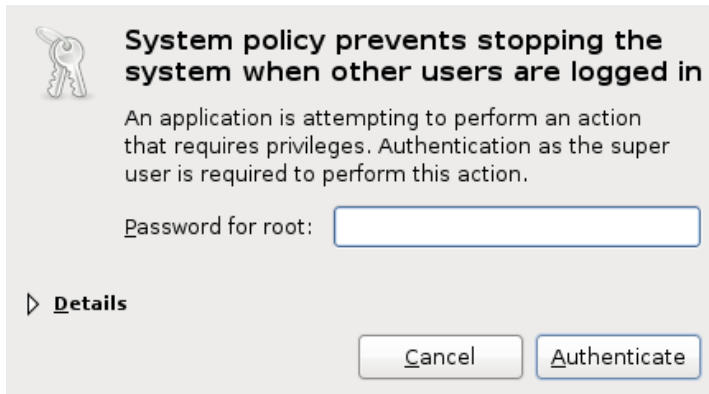 System policy prevents stopping the
system when other users are logged in
An application is attempting to perform an action
that requires privileges. Authentication as the super
user is required to perform this action.
Password for root:
Details
Cancel
Authenticate